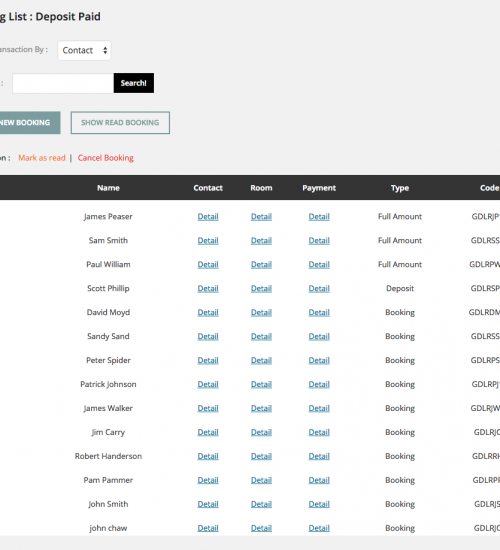 g List : Deposit Paid
ansaction By : Contact
: Search!
NEW BOOKING SHOW READ BOOKING
on : Mark as read | Cancel Booking
Name Contact Room Payment Type Code
James Peaser Detail Detail Detail Full Amount GDLRJP
Sam Smith Detail Detail Detail Full Amount GDLRSS
Paul William Detail Detail Detail Full Amount GDLRPW
Scott Phillip Detail Detail Detail Deposit GDLRSP
David Moyd Detail Detail Detail Booking GDLRDM
Sandy Sand Detail Detail Detail Booking GDLRSS
Peter Spider Detail Detail Detail Booking GDLRPS
Patrick Johnson Detail Detail Detail Booking GDLRPJ
James Walker Detail Detail Detail Booking GDLRJW
Jim Carry Detail Detail Detail Booking GDLRJC
Robert Handerson Detail Detail Detail Booking GDLRRH
Pam Pammer Detail Detail Detail Booking GDLRPP
John Smith Detail Detail Detail Booking GDLRJS
john chaw Detail Detail Detail Booking GDLRJC